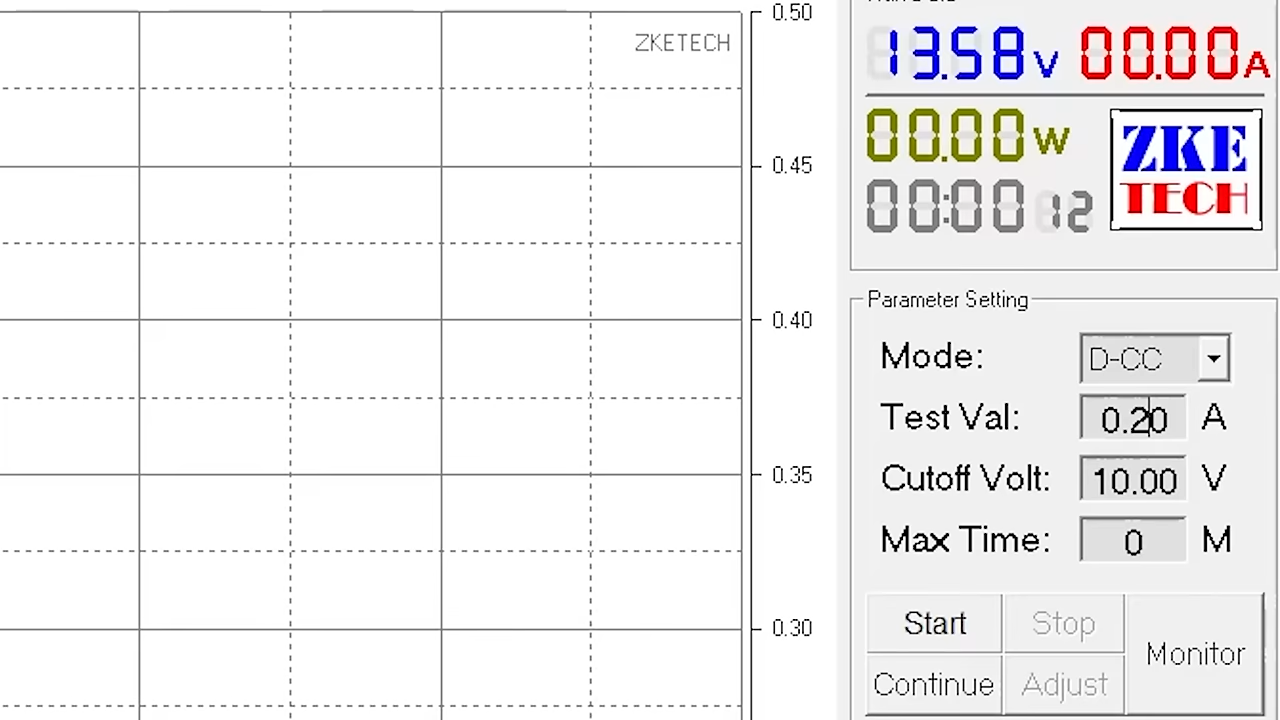 0.50
ZKETECH
0.45
0.40
0.35
0.30
13.58 V 00.00 A
00.00 W
00:00 12
ZKE
TECH
Parameter Setting
Mode: D-CC
Test Val: 0.20 A
Cutoff Volt: 10.00 V
Max Time: 0 M
Start Stop
Monitor
Continue Adjust